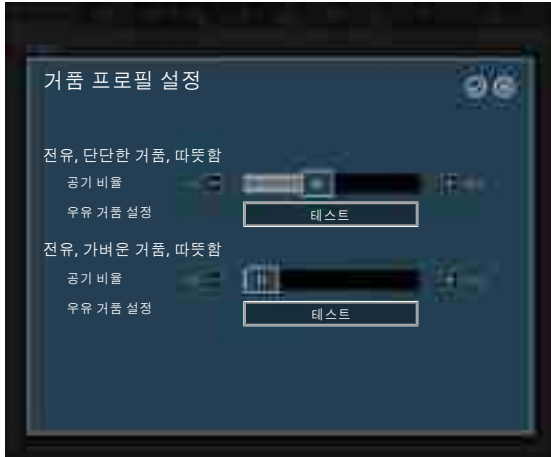 거품 프로필 설정
전유, 단단한 거품, 따뜻함
공기 비율
우유 거품 설정
테스트
전유, 가벼운 거품, 따뜻함
공기 비율
우유 거품 설정
테스트